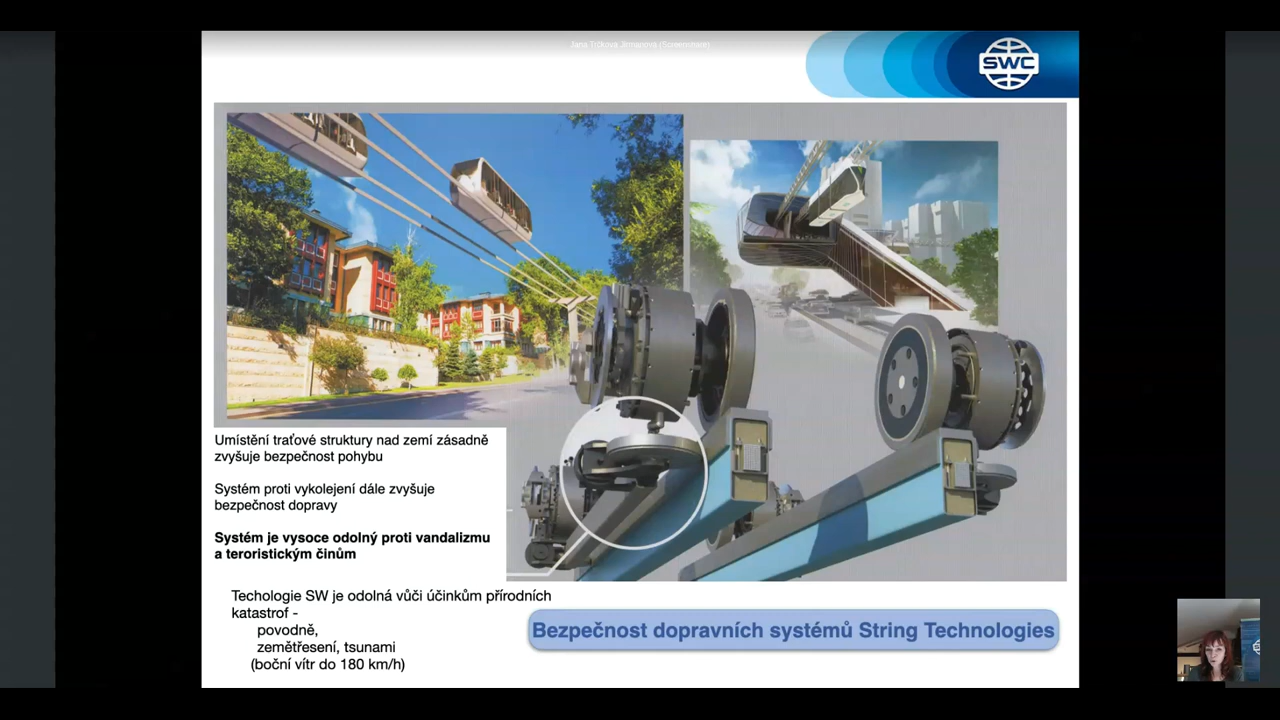 Jana Tičková Jirmanová (Screenshare)
SWC
Umístění traťové struktury nad zemí zásadně
zvyšuje bezpečnost pohybu
Systém proti vykolejení dále zvyšuje
bezpečnost dopravy
Systém je vysoce odolný proti vandalizmu
a teroristickým činům
Techologie SW je odolná vůči účinkům přírodních
katastrof -
povodně,
zemětřesení, tsunami
(boční vítr do 180 km/h)
Bezpečnost dopravních systémů String Technologies